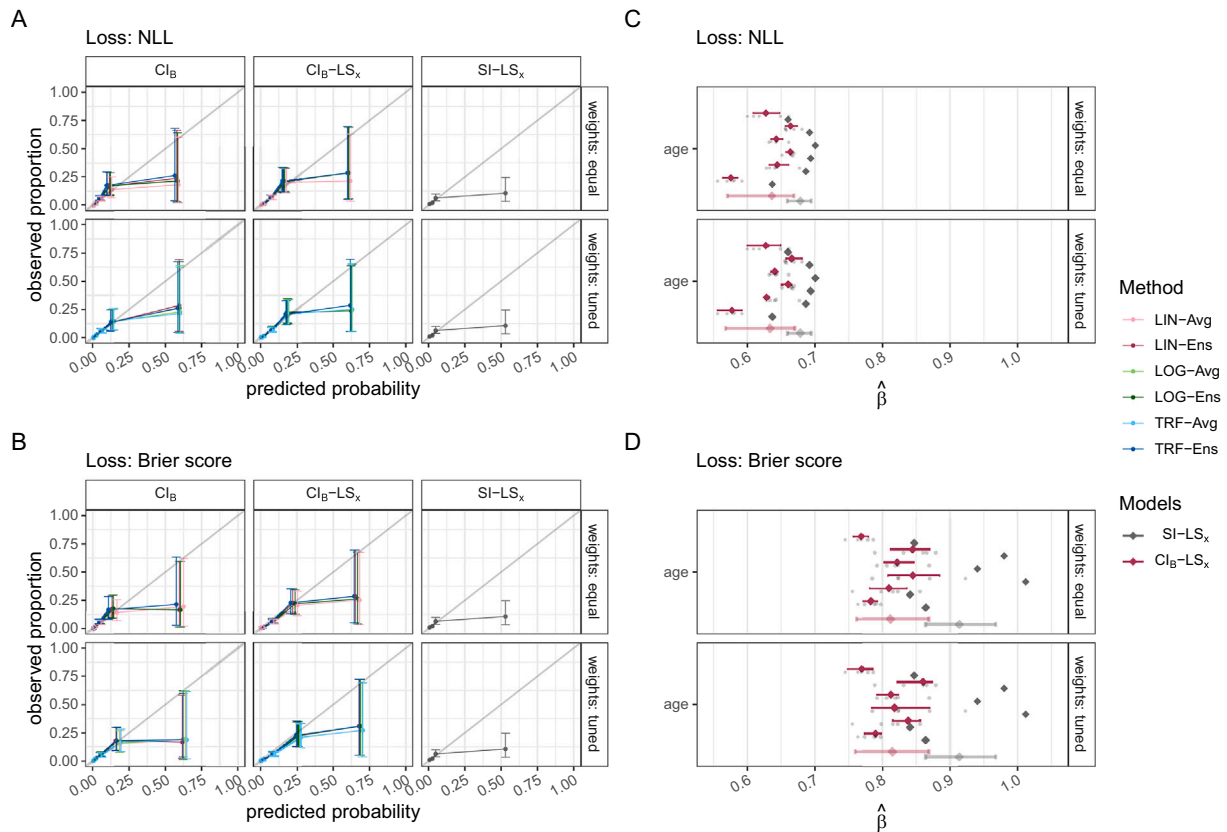 A
Loss: NLL
CI_B
CI_B−LS_x
SI−LS_x
1.00
0.75
0.50
0.25
0.00
weights: equal
1.00
0.75
0.50
0.25
0.00
weights: tuned
observed proportion
0.00
0.25
0.50
0.75
1.00
0.00
0.25
0.50
0.75
1.00
0.00
0.25
0.50
0.75
1.00
predicted probability
B
Loss: Brier score
CI_B
CI_B−LS_x
SI−LS_x
1.00
0.75
0.50
0.25
0.00
weights: equal
1.00
0.75
0.50
0.25
0.00
weights: tuned
observed proportion
0.00
0.25
0.50
0.75
1.00
0.00
0.25
0.50
0.75
1.00
0.00
0.25
0.50
0.75
1.00
predicted probability
C
Loss: NLL
age
weights: equal
age
weights: tuned
0.6
0.7
0.8
0.9
1.0
β̂
D
Loss: Brier score
age
weights: equal
age
weights: tuned
0.6
0.7
0.8
0.9
1.0
β̂
Method
LIN−Avg
LIN−Ens
LOG−Avg
LOG−Ens
TRF−Avg
TRF−Ens
Models
SI−LS_x
CI_B−LS_x